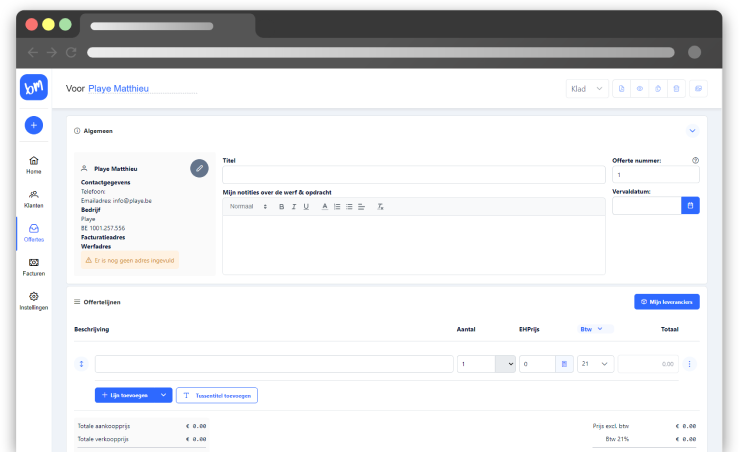 bm
Voor Playe Matthieu
Klad
Algemeen
Home
Klanten
Offertes
Facturen
Instellingen
Playe Matthieu
Contactgegevens
Telefoon:
Emailadres: info@playe.be
Bedrijf
Playe
BE 1001.257.556
Facturatieadres
Werfadres
Er is nog geen adres ingevuld
Titel
Mijn notities over de werf & opdracht
Normaal B I U A
Offerte nummer:
1
Vervaldatum:
Offertelijnen
Mijn leveranciers
Beschrijving Aantal EHPrijs Btw Totaal
1 0 21 0.00
+ Lijn toevoegen T Tussentitel toevoegen
Totale aankoopprijs € 0.00
Totale verkoopprijs € 0.00
Prijs excl. btw € 0.00
Btw 21% € 0.00